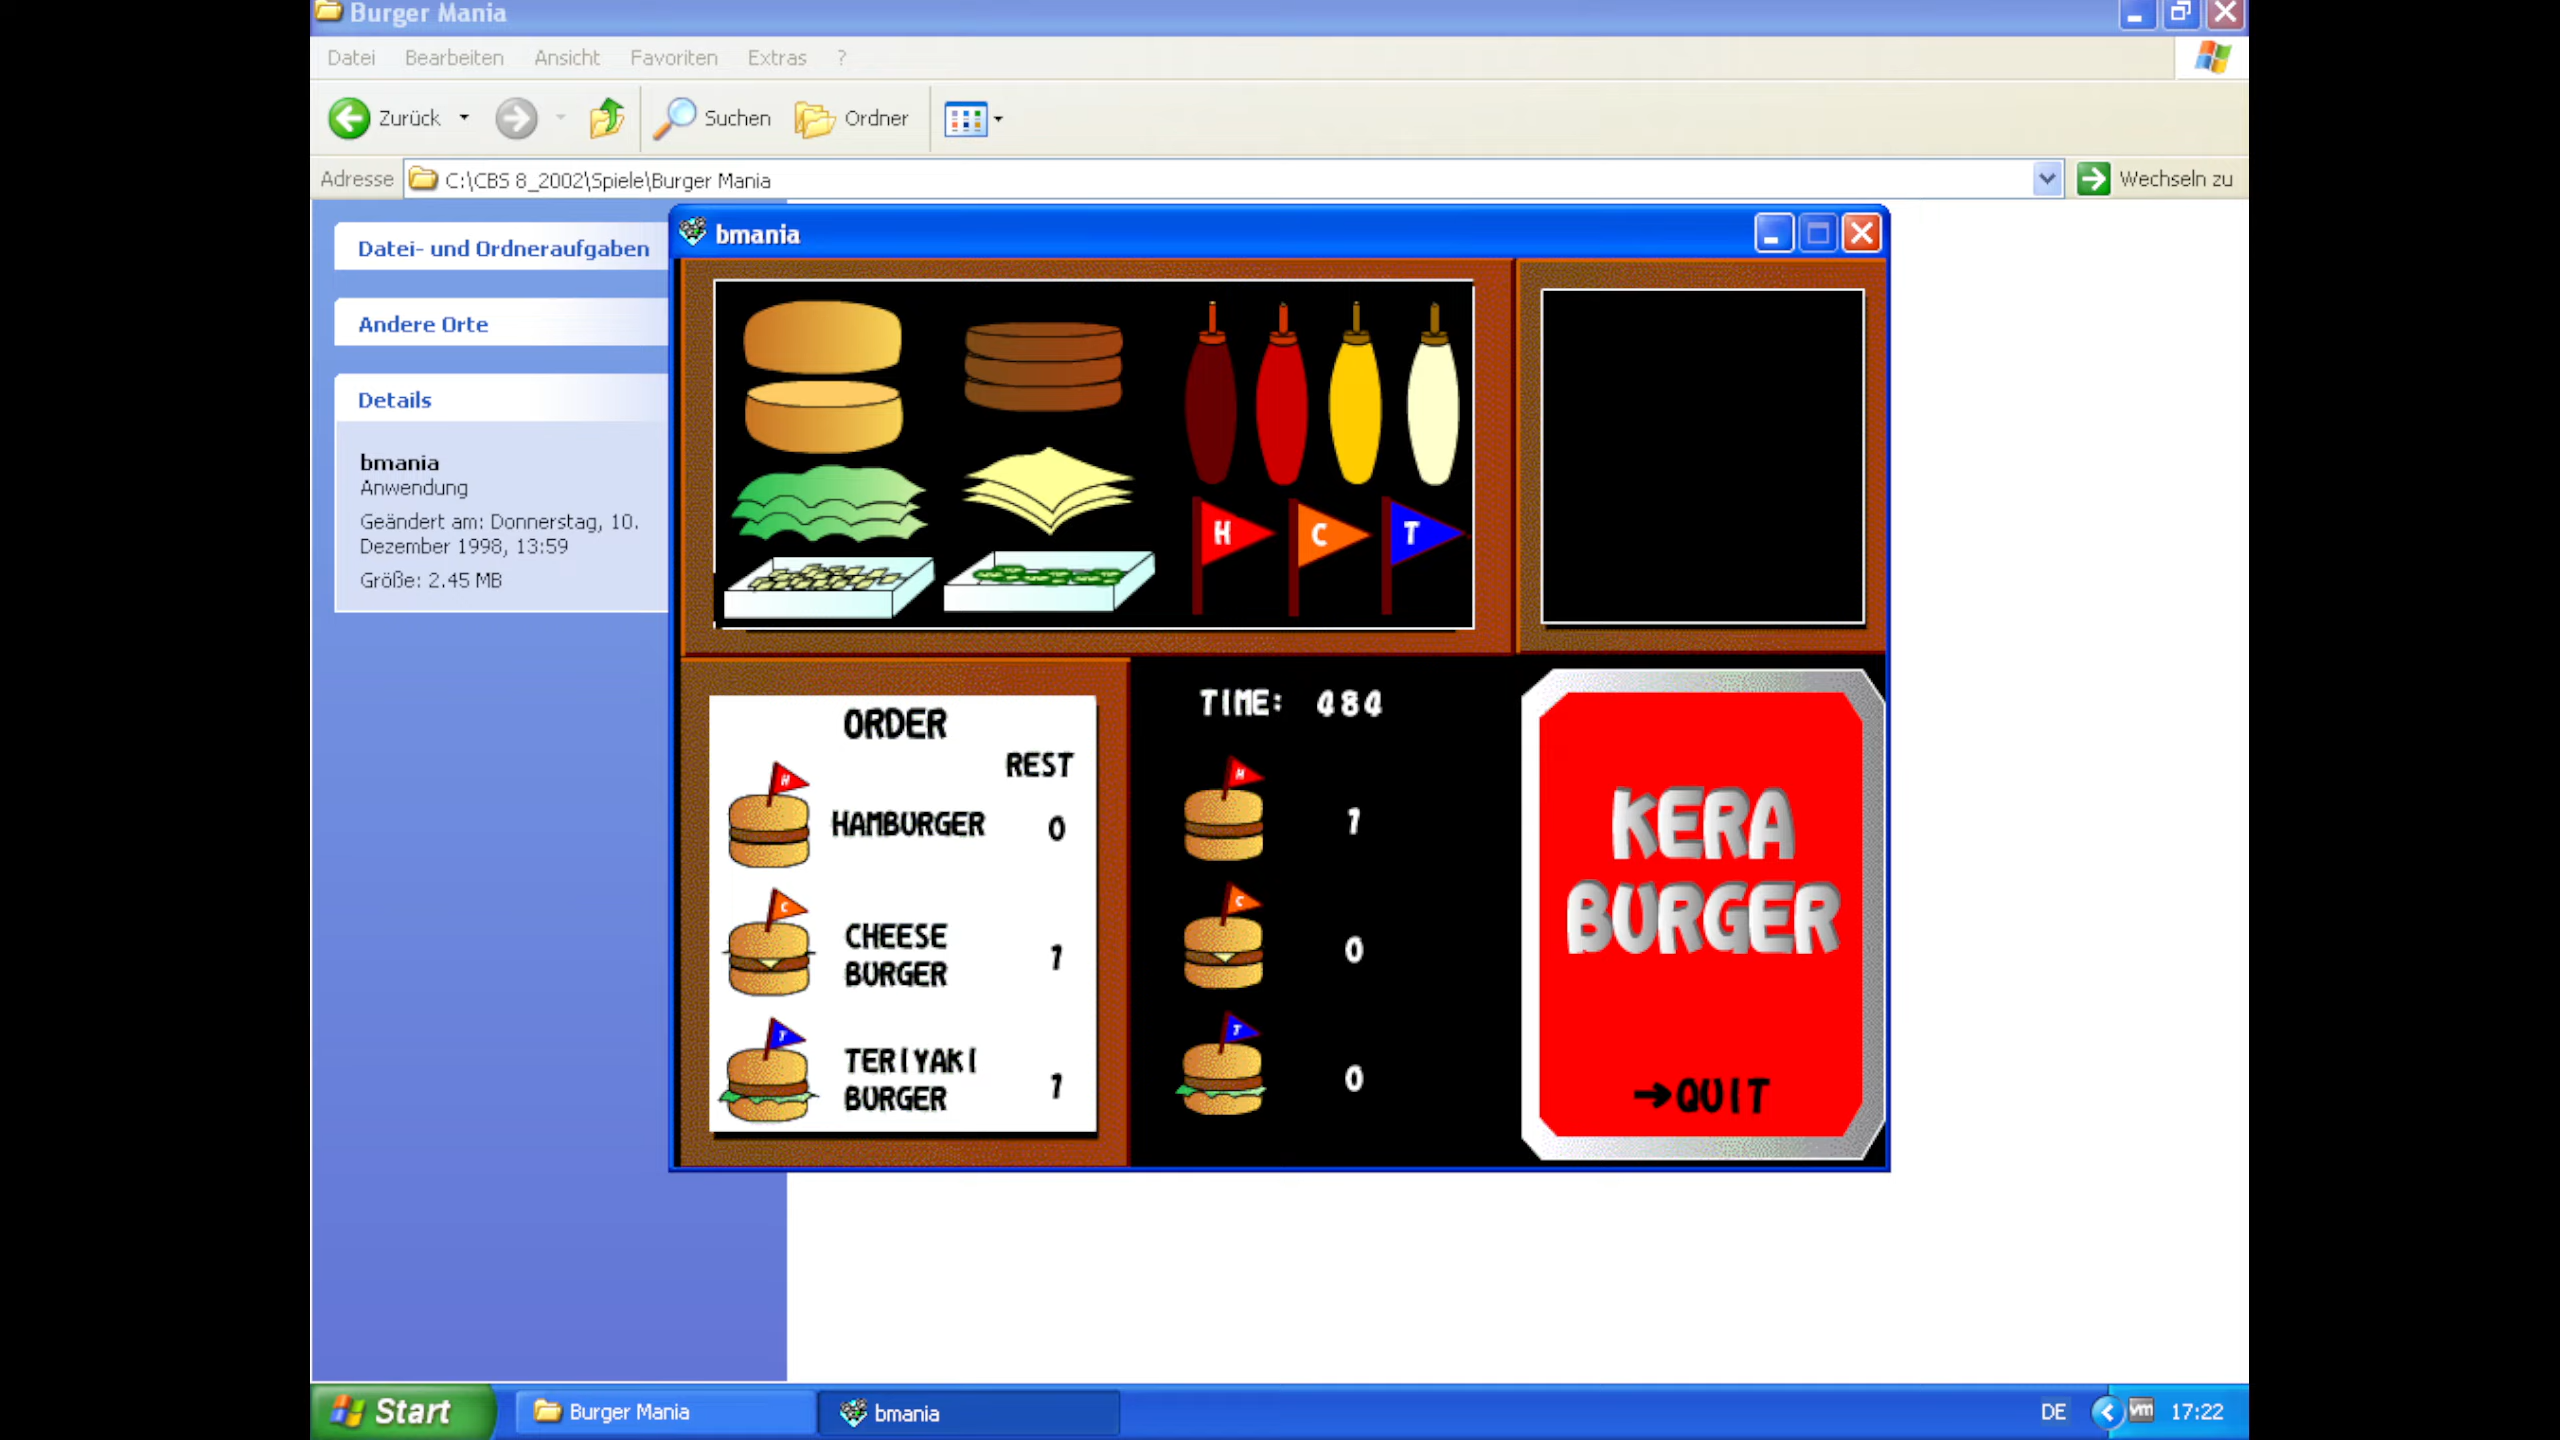 Burger Mania
Datei Bearbeiten Ansicht Favoriten Extras ?
Zurück Suchen Ordner
Adresse C:\CBS 8_2002\Spiele\Burger Mania Wechseln zu
Datei- und Ordneraufgaben
Andere Orte
Details
bmania
Anwendung
Geändert am: Donnerstag, 10.
Dezember 1998, 13:59
Größe: 2.45 MB
bmania
H C T
ORDER
REST
H
HAMBURGER 0
C
CHEESE
BURGER 1
T
TERIYAKI
BURGER 1
TIME: 484
H
1
C
0
T
0
KERA
BURGER
→QUIT
Start Burger Mania bmania DE vm 17:22